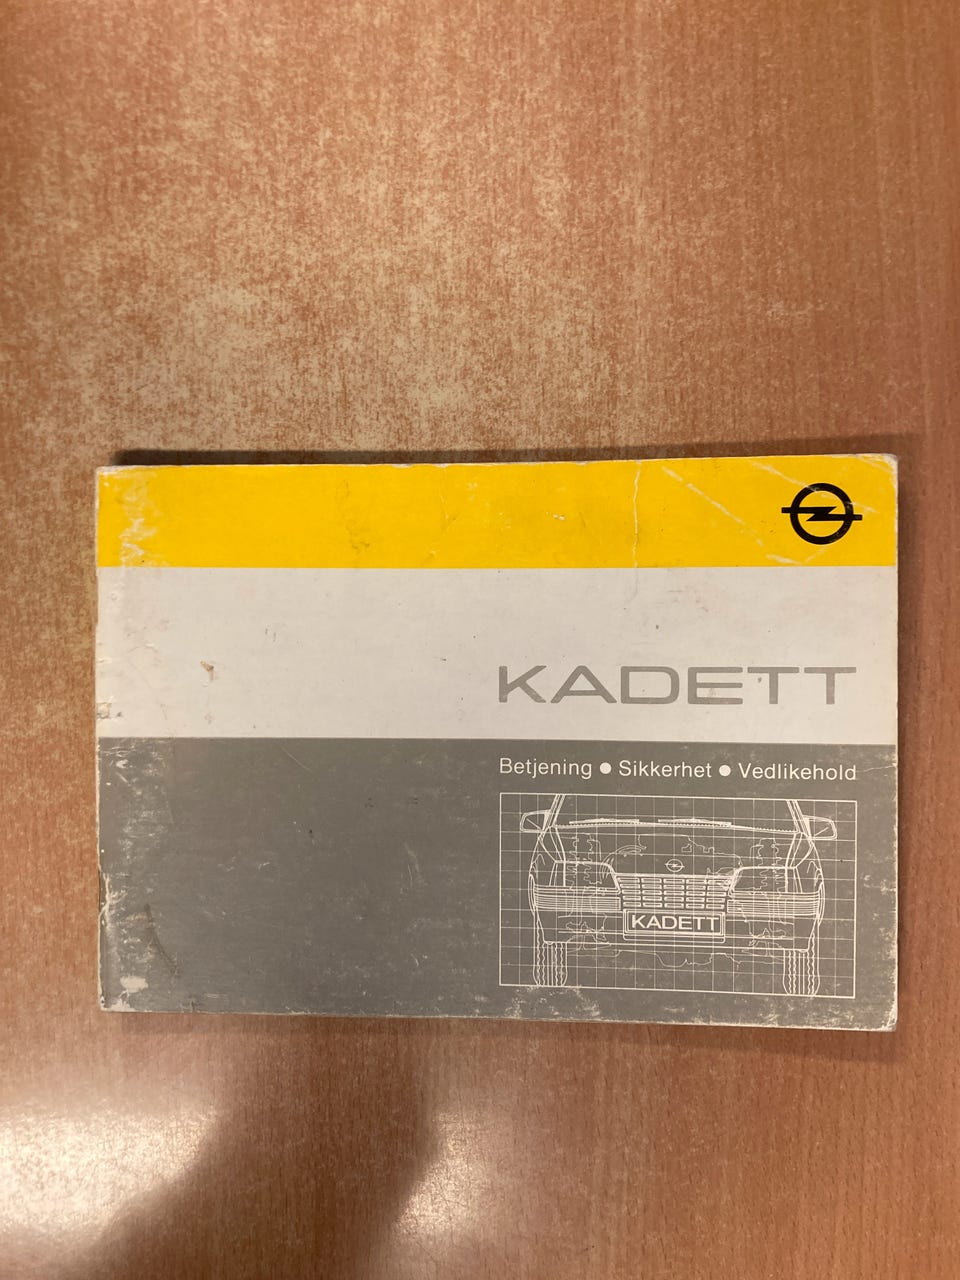 KADETT
Betjening ● Sikkerhet ● Vedlikehold
KADETT